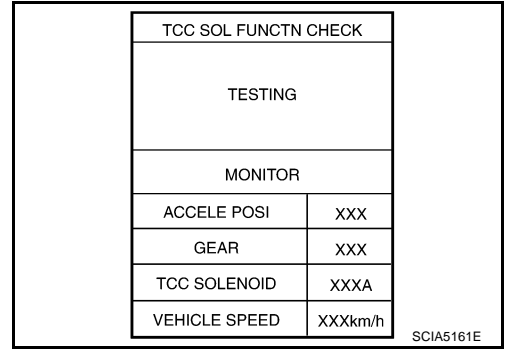 TCC SOL FUNCTN CHECK
TESTING
MONITOR
ACCELE POSI XXX
GEAR XXX
TCC SOLENOID XXXA
VEHICLE SPEED XXXkm/h
SCIA5161E